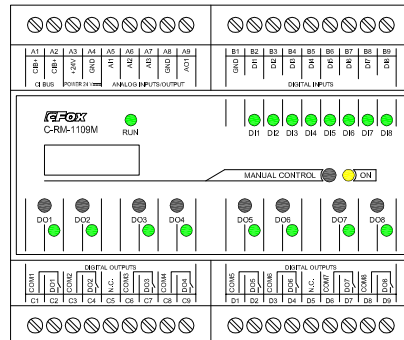 A1 A2 A3 A4 A5 A6 A7 A8 A9
CIB+ CIB+ +24V GND AI1 AI2 AI3 GND AO1
CI BUS POWER 24 V ANALOG INPUTS/OUTPUT
B1 B2 B3 B4 B5 B6 B7 B8 B9
GND DI1 DI2 DI3 DI4 DI5 DI6 DI7 DI8
DIGITAL INPUTS
CFox
C-RM-1109M
RUN
DI1 DI2 DI3 DI4 DI5 DI6 DI7 DI8
MANUAL CONTROL ON
DO1 DO2 DO3 DO4 DO5 DO6 DO7 DO8
DIGITAL OUTPUTS
COM1 DO1 COM2 DO2 N.C. COM3 DO3 COM4 DO4
C1 C2 C3 C4 C5 C6 C7 C8 C9
DIGITAL OUTPUTS
COM5 DO5 COM6 DO6 N.C. COM7 DO7 COM8 DO8
D1 D2 D3 D4 D5 D6 D7 D8 D9